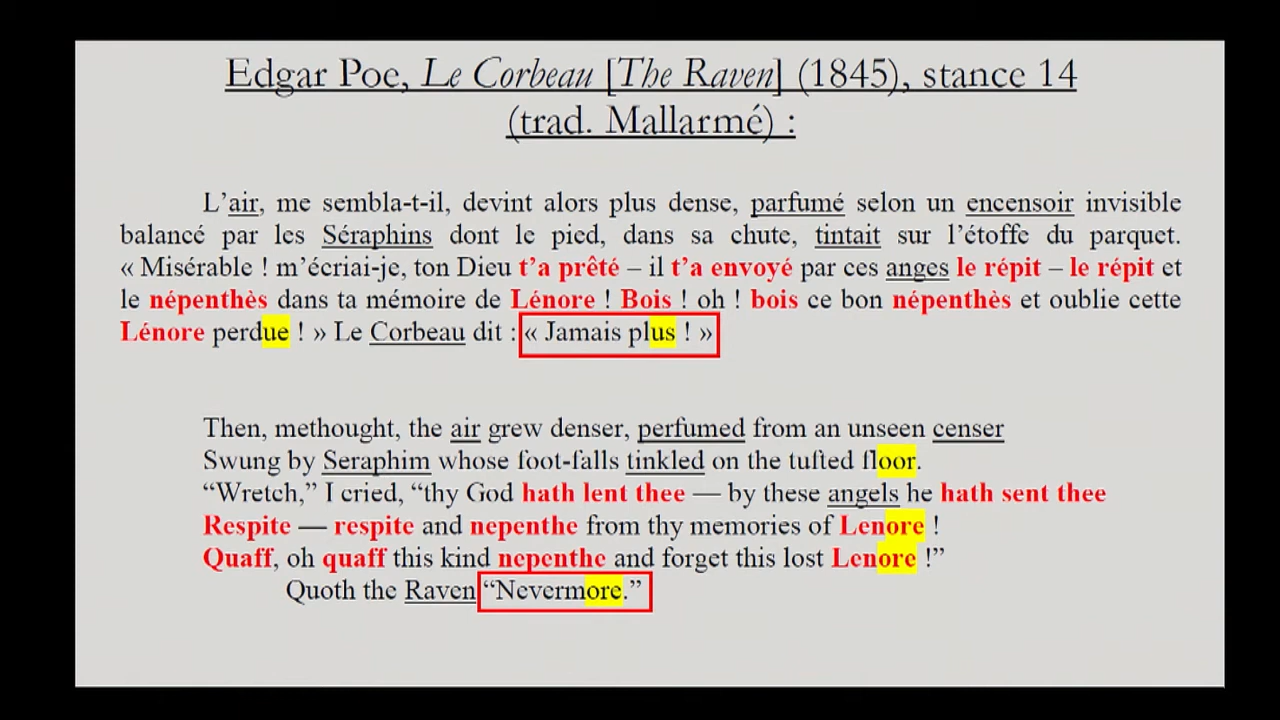 Edgar Poe, Le Corbeau [The Raven] (1845), stance 14
(trad. Mallarmé) :
L’air, me sembla-t-il, devint alors plus dense, parfumé selon un encensoir invisible
balancé par les Séraphins dont le pied, dans sa chute, tintait sur l’étoffe du parquet.
« Misérable ! m’écriai-je, ton Dieu t’a prêté – il t’a envoyé par ces anges le répit – le répit et
le népenthès dans ta mémoire de Lénore ! Bois ! oh ! bois ce bon népenthès et oublie cette
Lénore perdue ! » Le Corbeau dit : « Jamais plus ! »
Then, methought, the air grew denser, perfumed from an unseen censer
Swung by Seraphim whose foot-falls tinkled on the tufted floor.
“Wretch,” I cried, “thy God hath lent thee — by these angels he hath sent thee
Respite — respite and nepenthe from thy memories of Lenore !
Quaff, oh quaff this kind nepenthe and forget this lost Lenore !”
Quoth the Raven “Nevermore.”